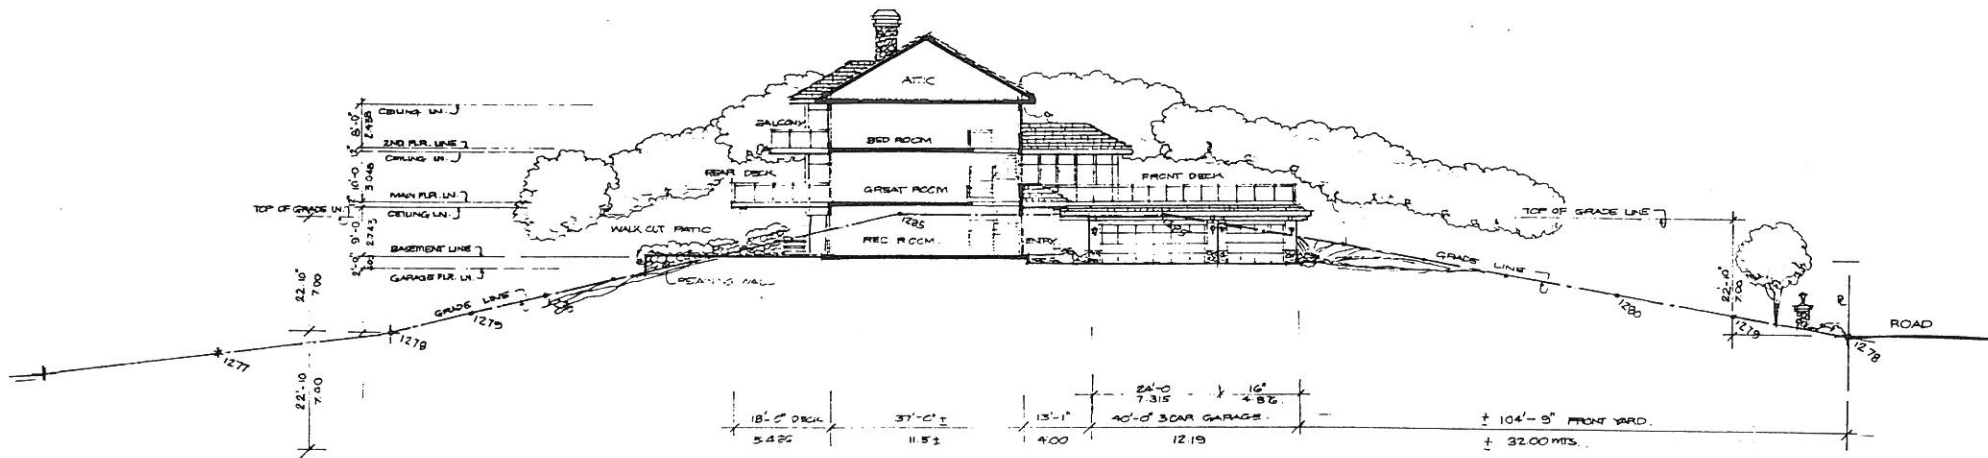 ATTIC
CEILING LN.
8'-0"
2.438
BALCONY
BED ROOM
2ND FLR. LINE
CEILING LN.
10'-0
3.048
REAR DECK
GREAT ROOM
FRONT DECK
MAIN FLR. LN.
TOP OF GRADE LN.
CEILING LN.
TOP OF GRADE LINE
9'-0
2.743
WALK OUT PATIO
1285
REC. ROOM.
ENTRY
BASEMENT LINE
2'-0"
GARAGE FLR. LN.
GRADE LINE
22'-10"
7.00
22'-10"
7.00
GRADE LINE
1279
1280
1279
1278
1278
1277
ROAD
22'-10
7.00
24'-0
7.315
16"
18'-0" DECK
37'-0" ±
13'-1"
40'-0" 3 CAR GARAGE.
± 104'-9" FRONT YARD.
11.5 ±
4.00
12.19
± 32.00 MTS.